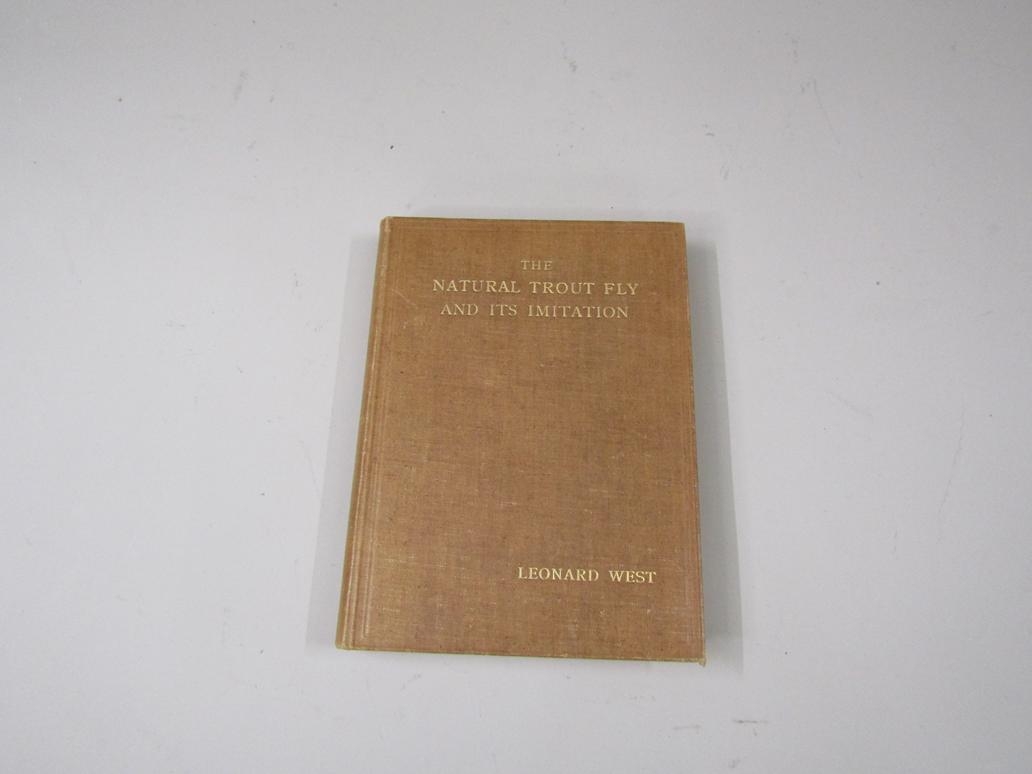 THE
NATURAL TROUT FLY
AND ITS IMITATION
LEONARD WEST